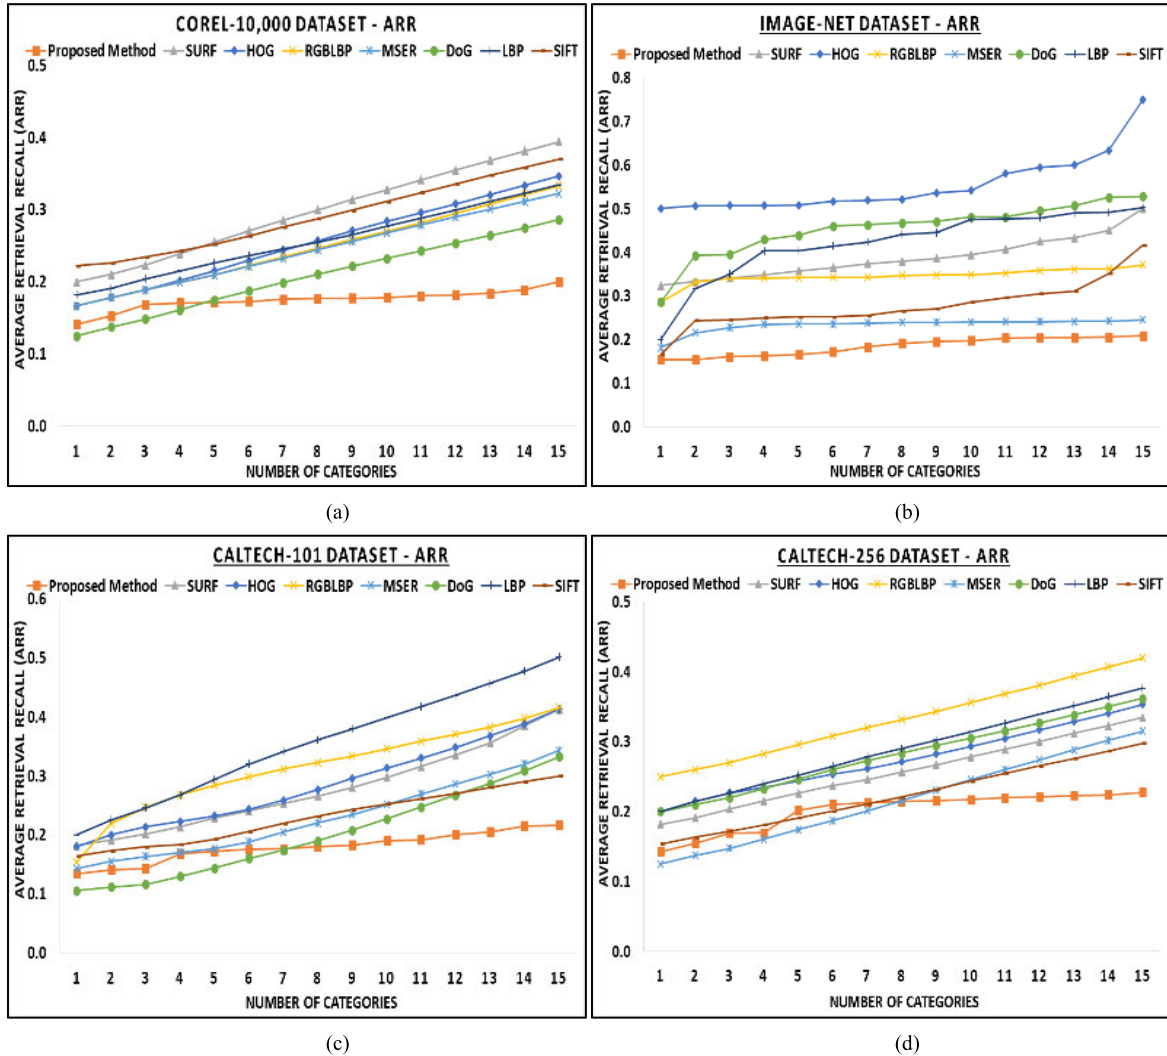 COREL-10,000 DATASET - ARR
Proposed Method SURF HOG RGBLBP MSER DoG LBP SIFT
AVERAGE RETRIEVAL RECALL (ARR)
0.5
0.4
0.3
0.2
0.1
0.0
1 2 3 4 5 6 7 8 9 10 11 12 13 14 15
NUMBER OF CATEGORIES
(a)
IMAGE-NET DATASET - ARR
Proposed Method SURF HOG RGBLBP MSER DoG LBP SIFT
AVERAGE RETRIEVAL RECALL (ARR)
0.8
0.7
0.6
0.5
0.4
0.3
0.2
0.1
0.0
1 2 3 4 5 6 7 8 9 10 11 12 13 14 15
NUMBER OF CATEGORIES
(b)
CALTECH-101 DATASET - ARR
Proposed Method SURF HOG RGBLBP MSER DoG LBP SIFT
AVERAGE RETRIEVAL RECALL (ARR)
0.6
0.5
0.4
0.3
0.2
0.1
0.0
1 2 3 4 5 6 7 8 9 10 11 12 13 14 15
NUMBER OF CATEGORIES
(c)
CALTECH-256 DATASET - ARR
Proposed Method SURF HOG RGBLBP MSER DoG LBP SIFT
AVERAGE RETRIEVAL RECALL (ARR)
0.5
0.4
0.3
0.2
0.1
0.0
1 2 3 4 5 6 7 8 9 10 11 12 13 14 15
NUMBER OF CATEGORIES
(d)